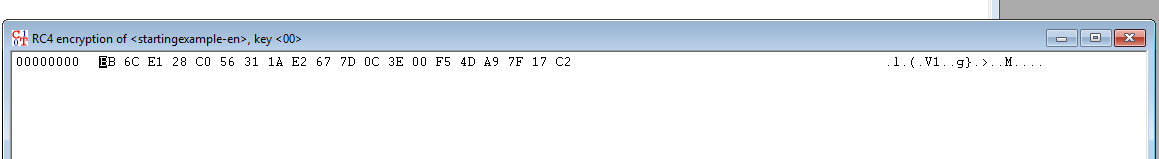 RC4 encryption of <startingexample-en>, key <00>
00000000 BB 6C E1 28 C0 56 31 1A E2 67 7D 0C 3E 00 F5 4D A9 7F 17 C2 .l.(.V1..g}.>..M....